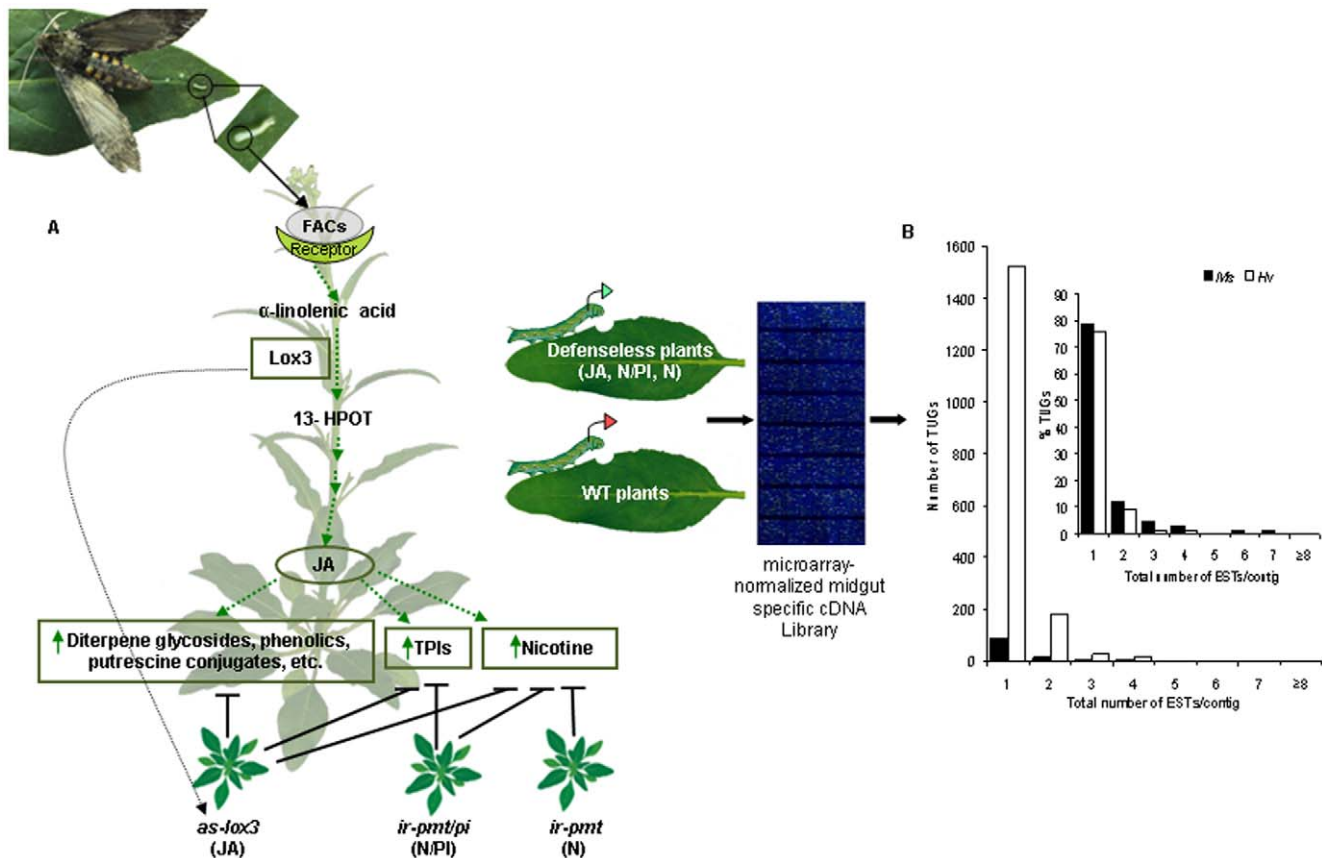 A
FACs
Receptor
α-linolenic acid
Lox3
13- HPOT
JA
Diterpene glycosides, phenolics,
putrescine conjugates, etc.
TPIs
Nicotine
as-lox3
(JA)
ir-pmt/pi
(N/PI)
ir-pmt
(N)
Defenseless plants
(JA, N/PI, N)
WT plants
microarray-
normalized midgut
specific cDNA
Library
B
1600
1400
1200
1000
800
600
400
200
0
Number of TUGs
1 2 3 4 5 6 7 ≥8
Total number of ESTs/contig
Ms Hv
90
80
70
60
50
40
30
20
10
0
% TUGs
1 2 3 4 5 6 7 ≥8
Total number of ESTs/contig